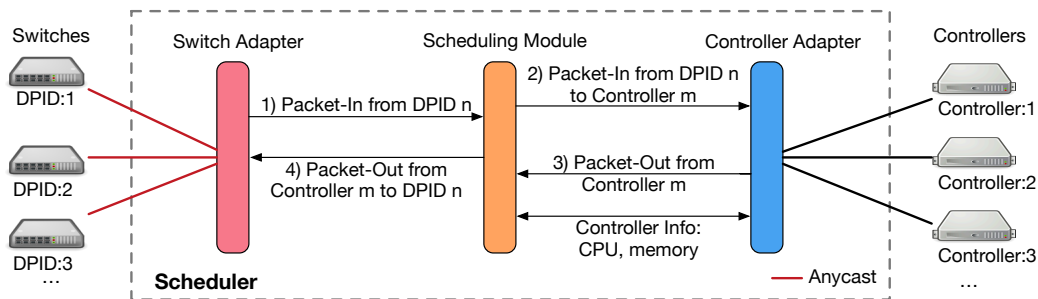 Switches
DPID:1
DPID:2
DPID:3
...
Switch Adapter
Scheduling Module
Controller Adapter
1) Packet-In from DPID n
2) Packet-In from DPID n
to Controller m
3) Packet-Out from
Controller m
4) Packet-Out from
Controller m to DPID n
Controller Info:
CPU, memory
Scheduler
Anycast
Controllers
Controller:1
Controller:2
Controller:3
...